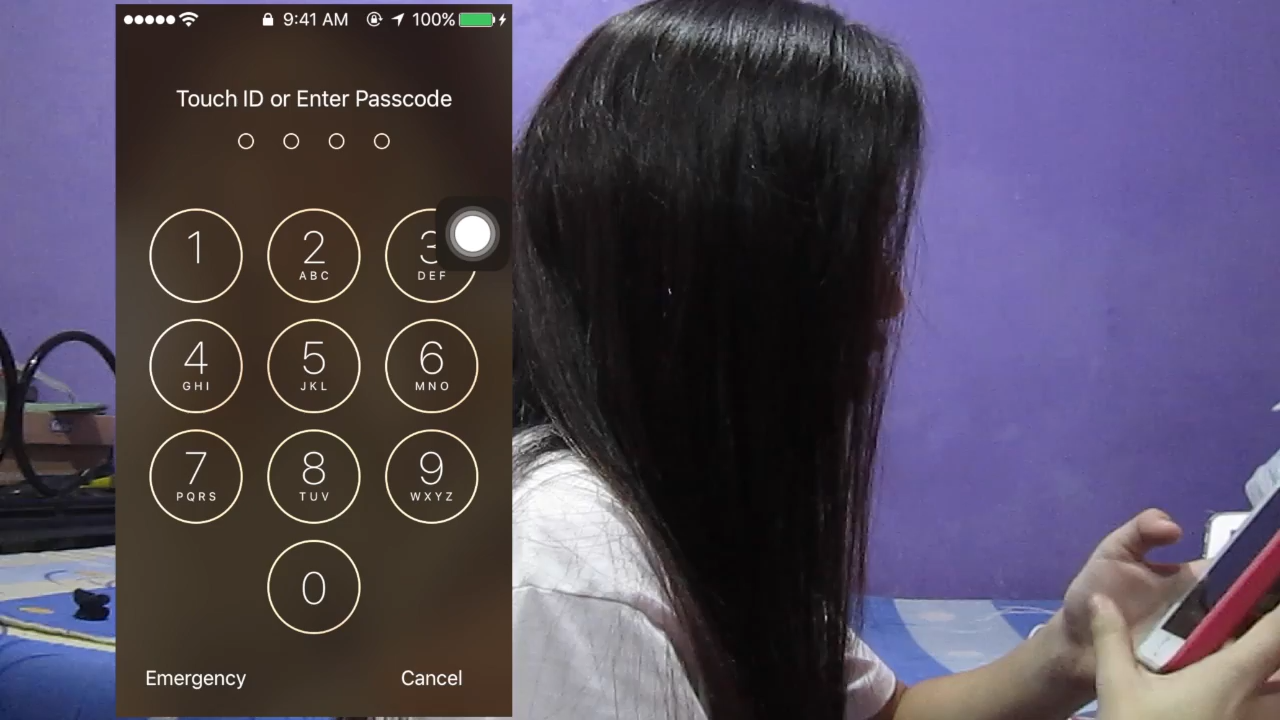 9:41 AM 100%
Touch ID or Enter Passcode
1 2 3
ABC DEF
4 5 6
GHI JKL MNO
7 8 9
PQRS TUV WXYZ
0
Emergency Cancel